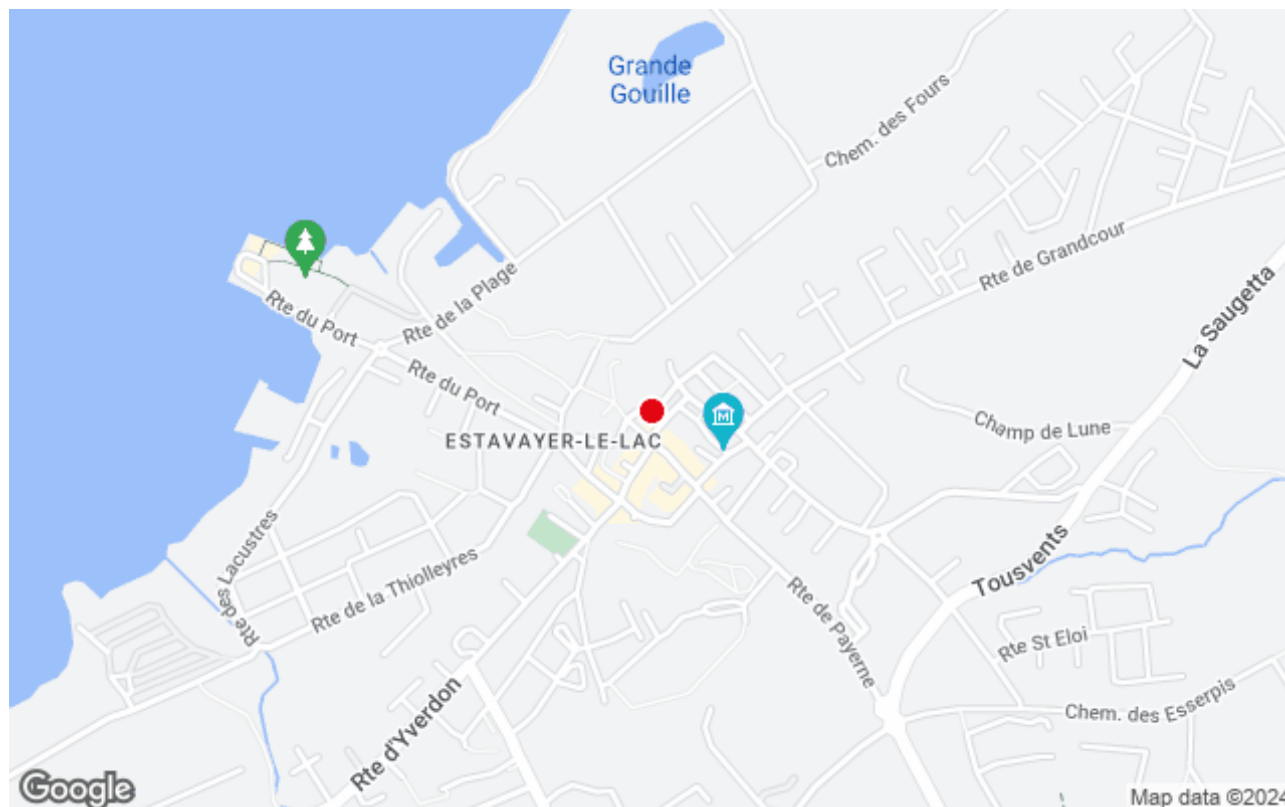 Grande
Gouille
Chem. des Fours
Rte de Grandcour
Rte de la Plage
Rte du Port
La Saugetta
Rte du Port
M
Champ de Lune
ESTAVAYER-LE-LAC
Rte des Lacustres
Tousvents
Rte de la Thiolleyres
Rte de Payerne
Rte St Eloi
Rte d'Yverdon
Chem. des Esserpis
Google
Map data ©2024